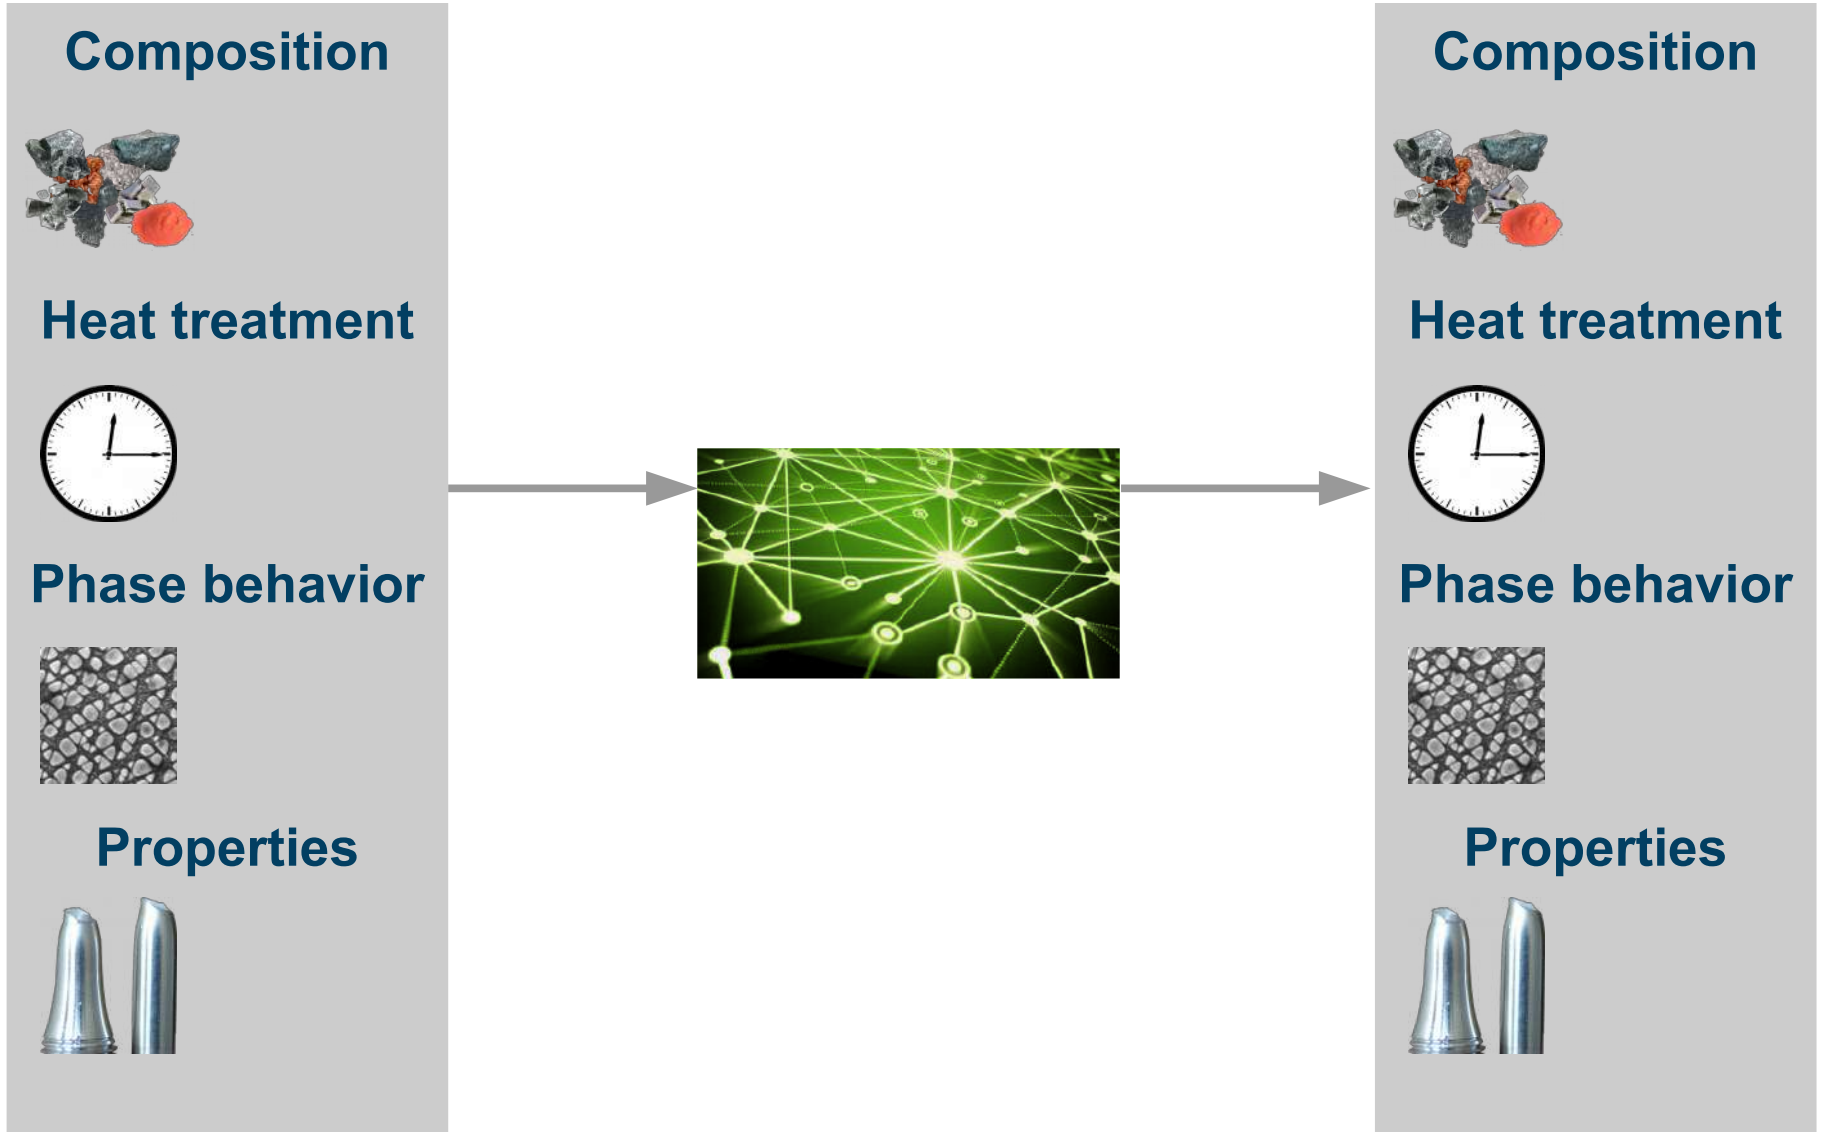 Composition
Heat treatment
Phase behavior
Properties
Composition
Heat treatment
Phase behavior
Properties